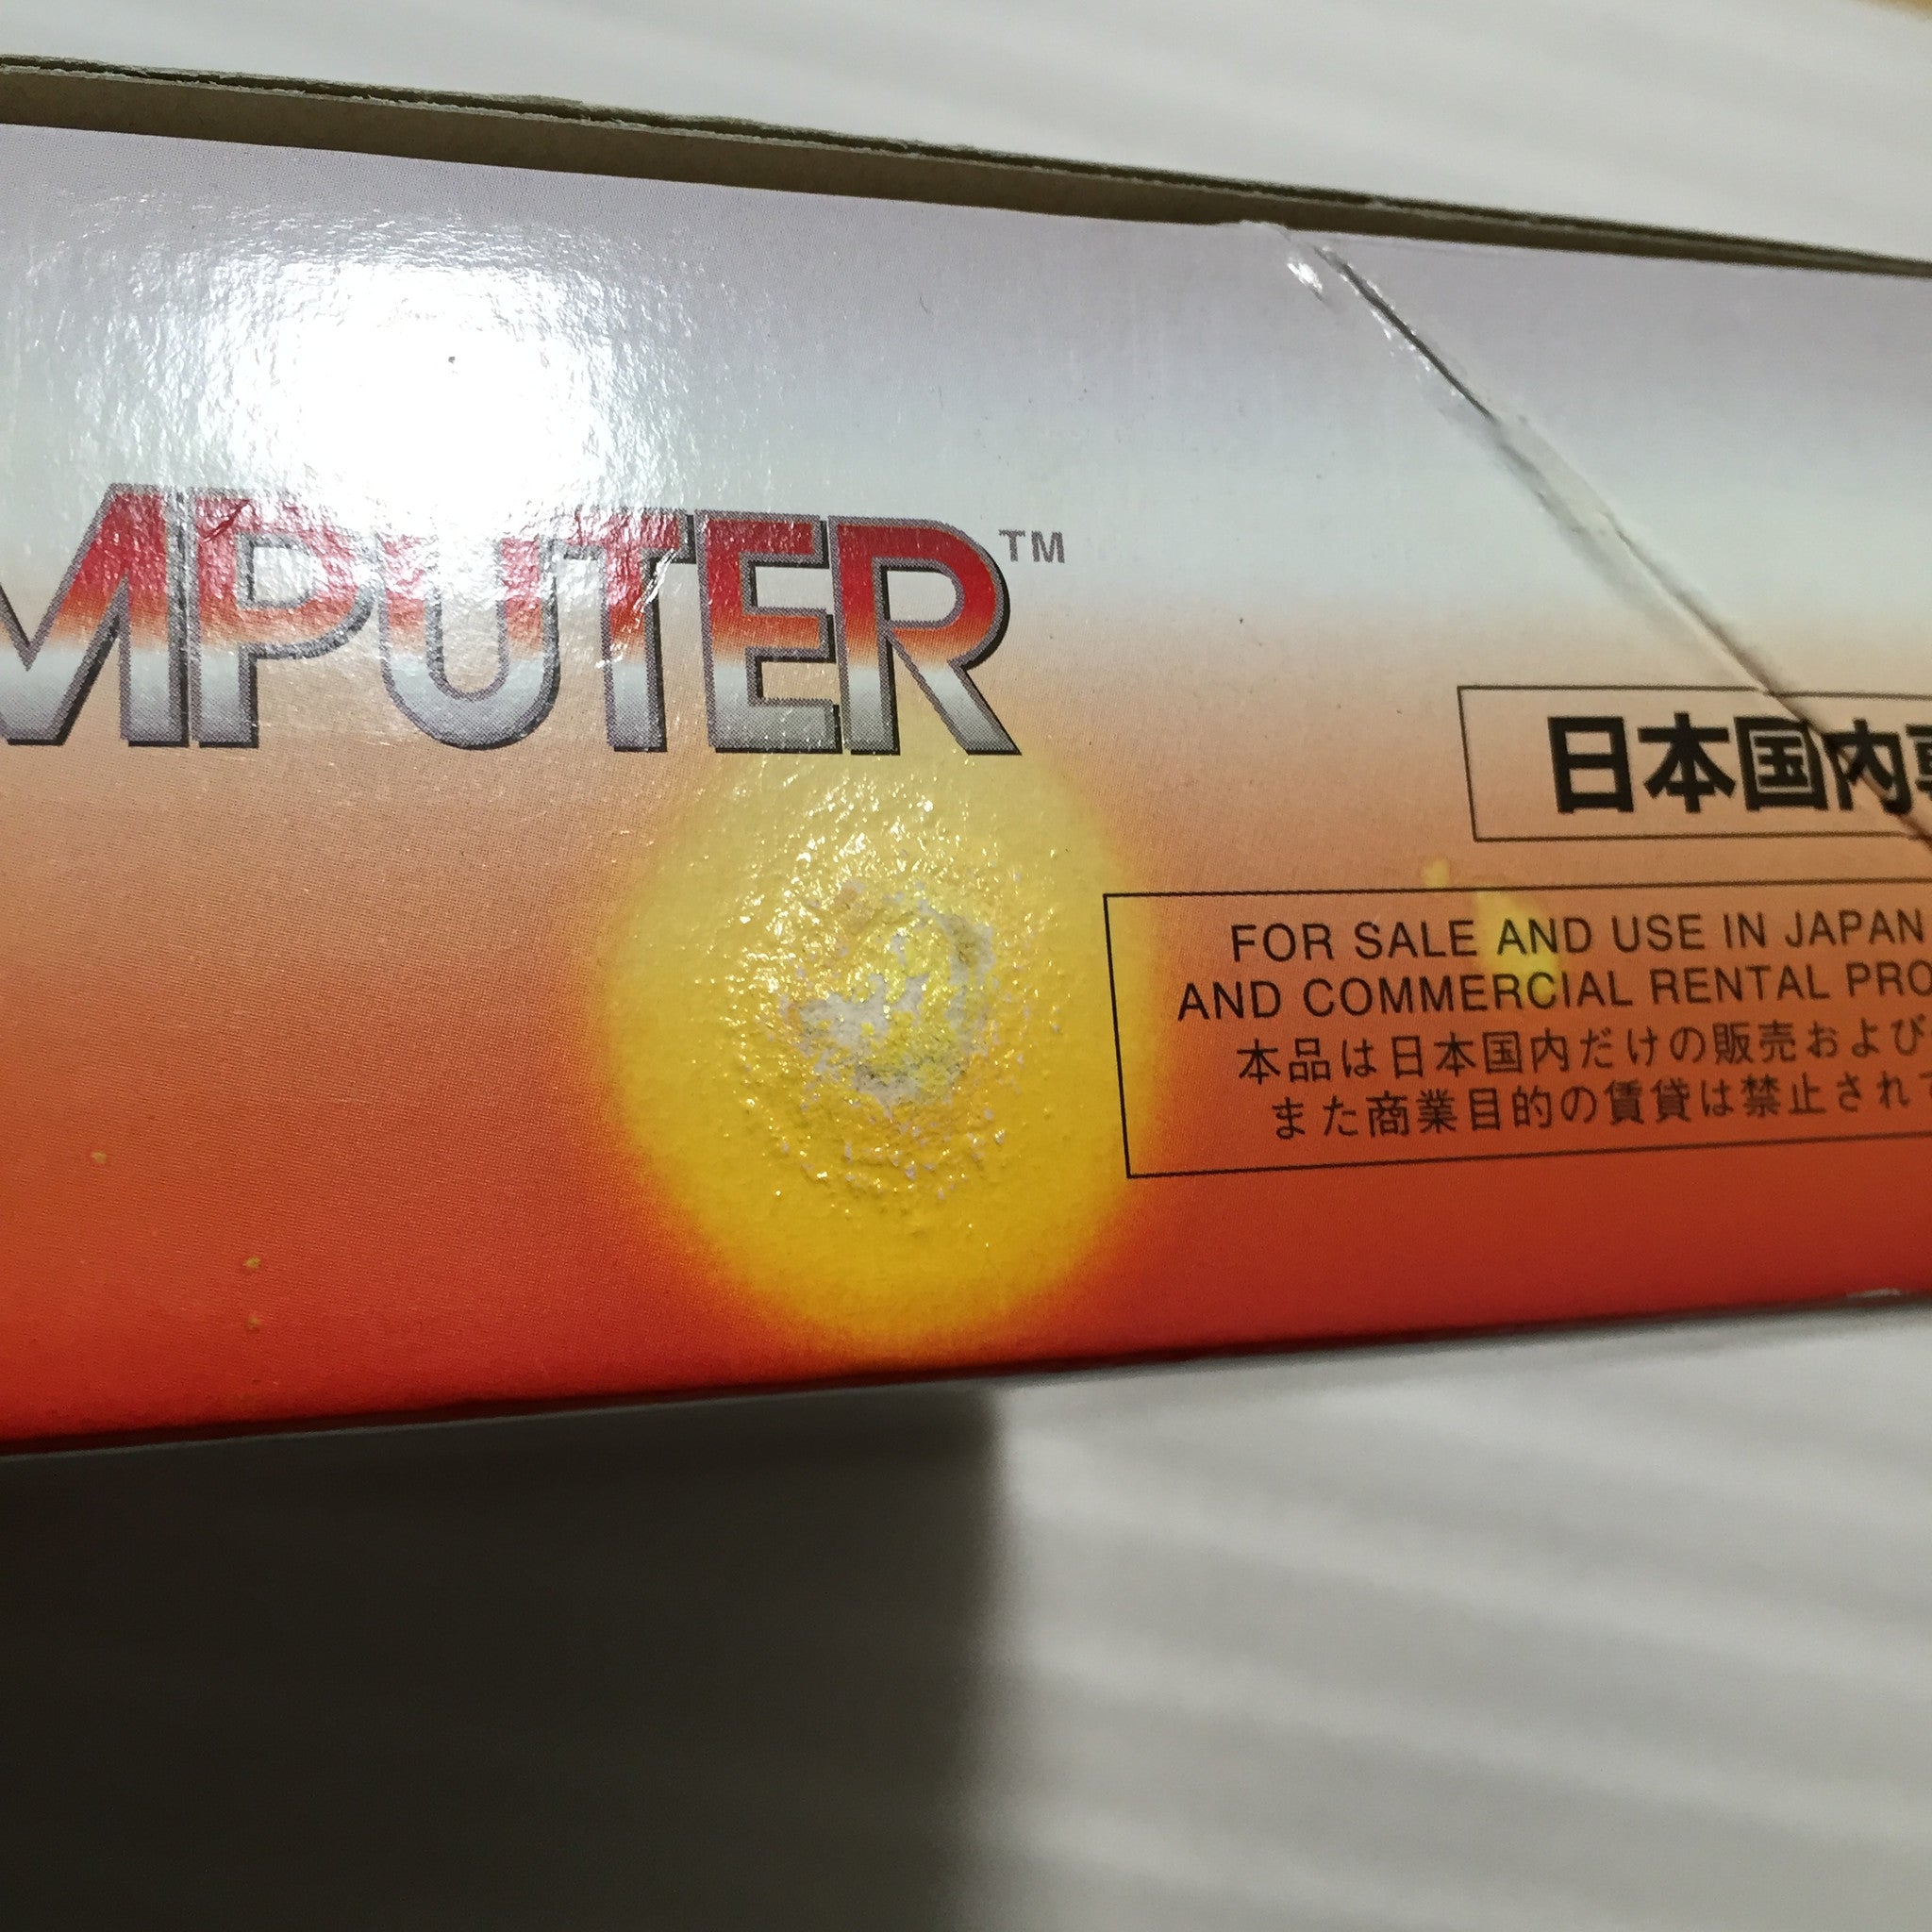 MPUTER™
日本国内専
FOR SALE AND USE IN JAPAN
AND COMMERCIAL RENTAL PRO
本品は日本国内だけの販売および
また商業目的の賃貸は禁止されて